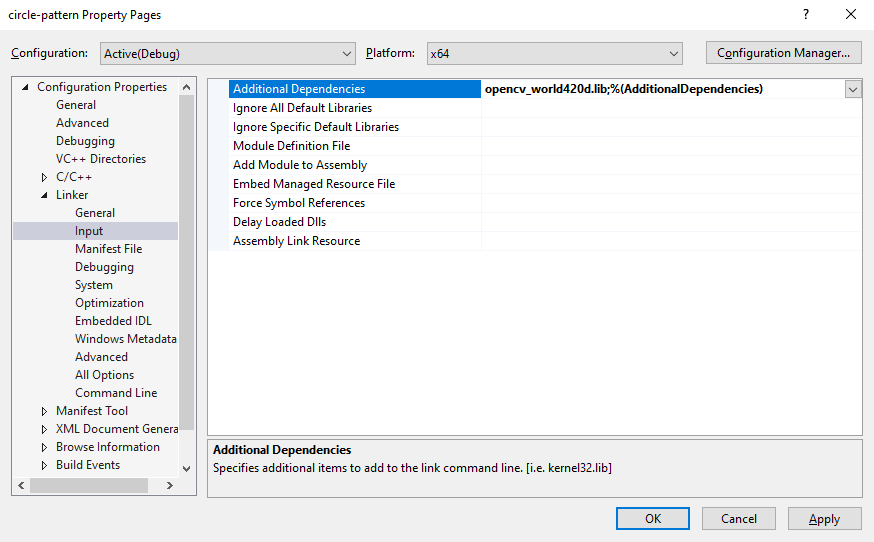 circle-pattern Property Pages
? 
Configuration: Active(Debug) Platform: x64 Configuration Manager...
Configuration Properties
General
Advanced
Debugging
VC++ Directories
C/C++
Linker
General
Input
Manifest File
Debugging
System
Optimization
Embedded IDL
Windows Metadata
Advanced
All Options
Command Line
Manifest Tool
XML Document Genera
Browse Information
Build Events
Additional Dependencies opencv_world420d.lib;%(AdditionalDependencies)
Ignore All Default Libraries
Ignore Specific Default Libraries
Module Definition File
Add Module to Assembly
Embed Managed Resource File
Force Symbol References
Delay Loaded Dlls
Assembly Link Resource
Additional Dependencies
Specifies additional items to add to the link command line. [i.e. kernel32.lib]
OK Cancel Apply